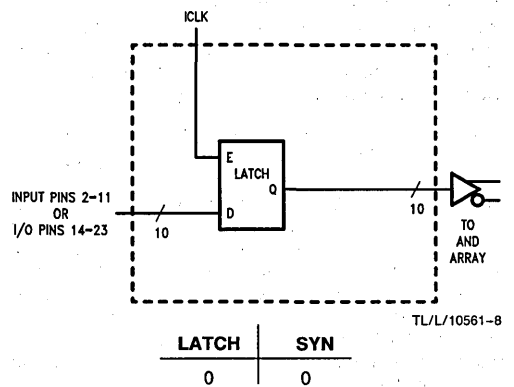 ICLK
E
LATCH
Q
D
INPUT PINS 2-11
OR
I/O PINS 14-23
10
10
TO
AND
ARRAY
TL/L/10561-8
LATCH SYN
0 0